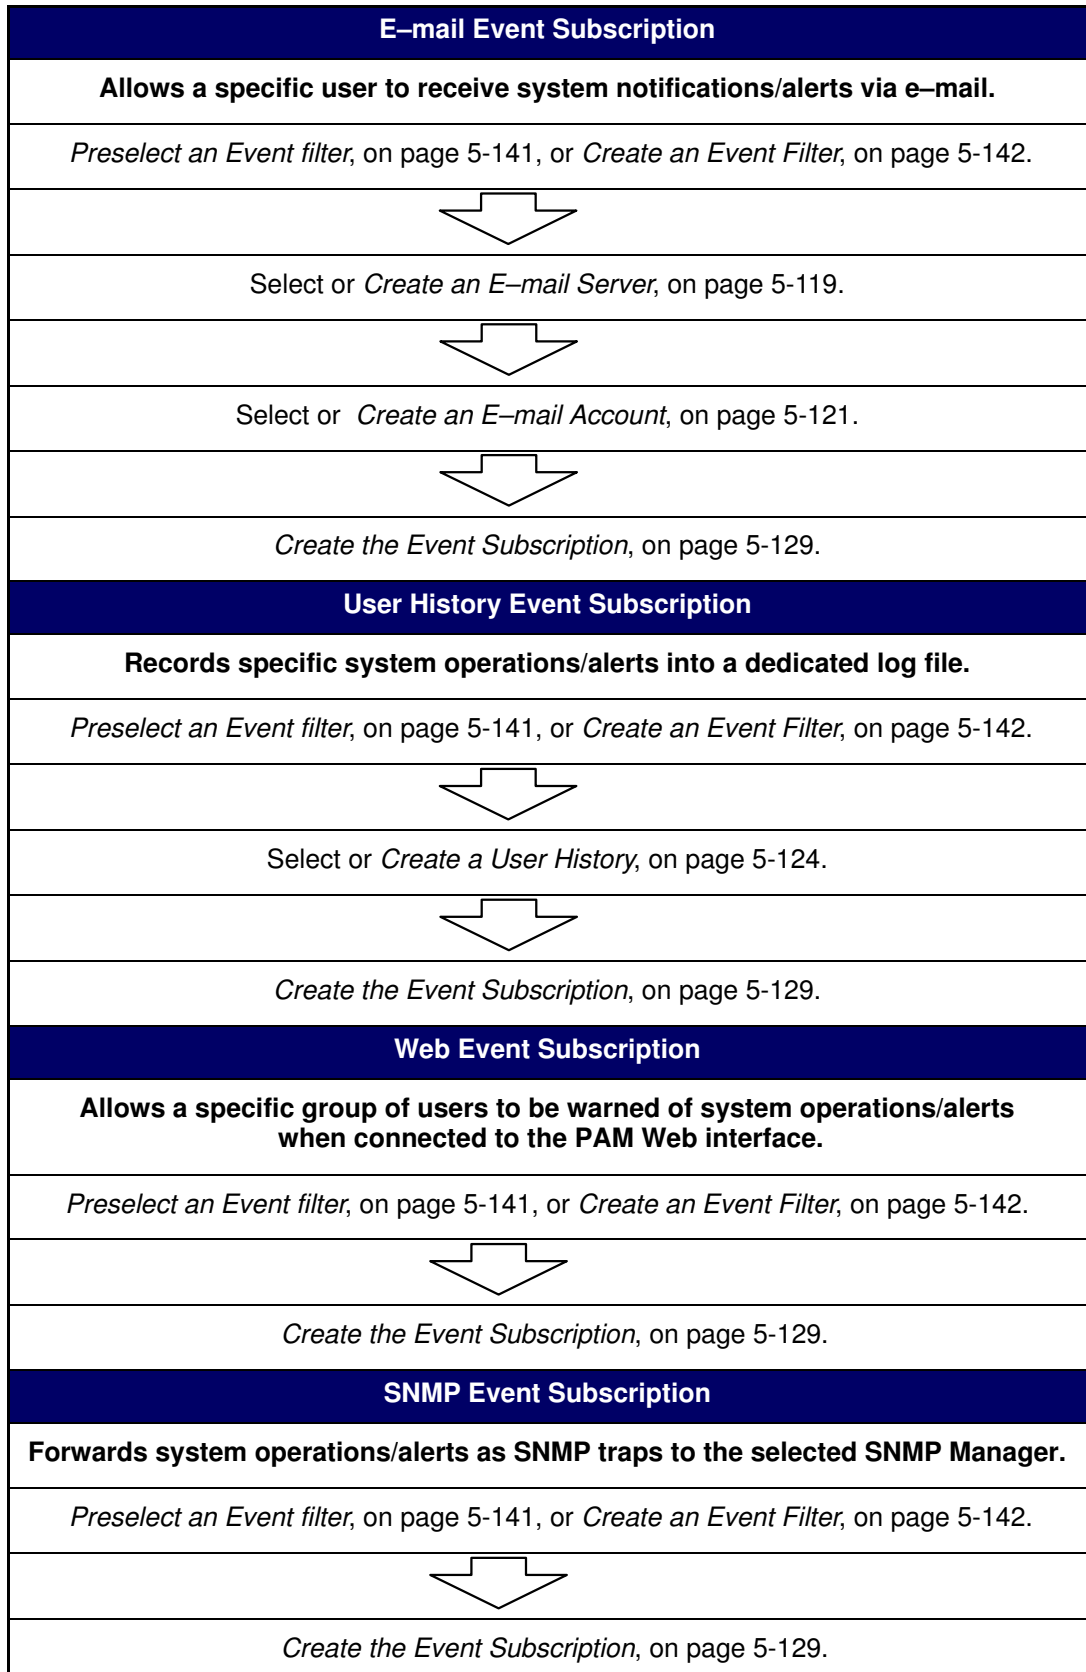 E–mail Event Subscription
Allows a specific user to receive system notifications/alerts via e–mail.
Preselect an Event filter, on page 5-141, or Create an Event Filter, on page 5-142.
Select or Create an E–mail Server, on page 5-119.
Select or Create an E–mail Account, on page 5-121.
Create the Event Subscription, on page 5-129.
User History Event Subscription
Records specific system operations/alerts into a dedicated log file.
Preselect an Event filter, on page 5-141, or Create an Event Filter, on page 5-142.
Select or Create a User History, on page 5-124.
Create the Event Subscription, on page 5-129.
Web Event Subscription
Allows a specific group of users to be warned of system operations/alerts
when connected to the PAM Web interface.
Preselect an Event filter, on page 5-141, or Create an Event Filter, on page 5-142.
Create the Event Subscription, on page 5-129.
SNMP Event Subscription
Forwards system operations/alerts as SNMP traps to the selected SNMP Manager.
Preselect an Event filter, on page 5-141, or Create an Event Filter, on page 5-142.
Create the Event Subscription, on page 5-129.